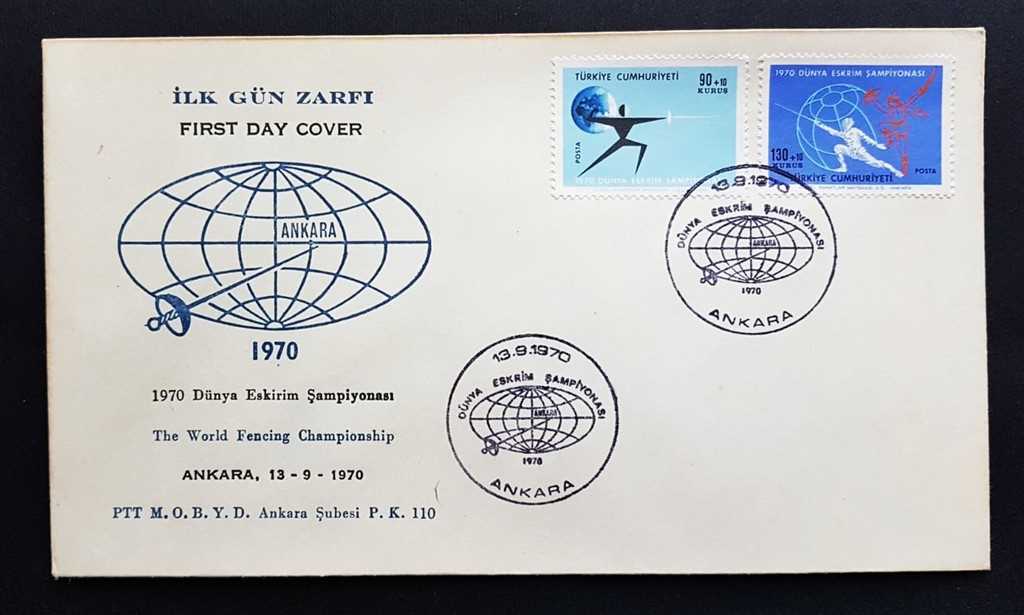 İLK GÜN ZARFI
FIRST DAY COVER
ANKARA
1970
1970 Dünya Eskirim Şampiyonası
The World Fencing Championship
ANKARA, 13 - 9 - 1970
PTT M.O.B.Y.D. Ankara Şubesi P. K. 110
TÜRKİYE CUMHURİYETİ
90+10
KURUŞ
POSTA
1970 DÜNYA ESKRİM ŞAMPİ
1970 DÜNYA ESKRİM ŞAMPİYONASI
130+10
KURUŞ
POSTA
TÜRKİYE CUMHURİYETİ
13.9.1970
DÜNYA ESKRİM ŞAMPİYONASI
ANKARA
1970
ANKARA
13.9.1970
DÜNYA ESKRİM ŞAMPİYONASI
ANKARA
1970
ANKARA